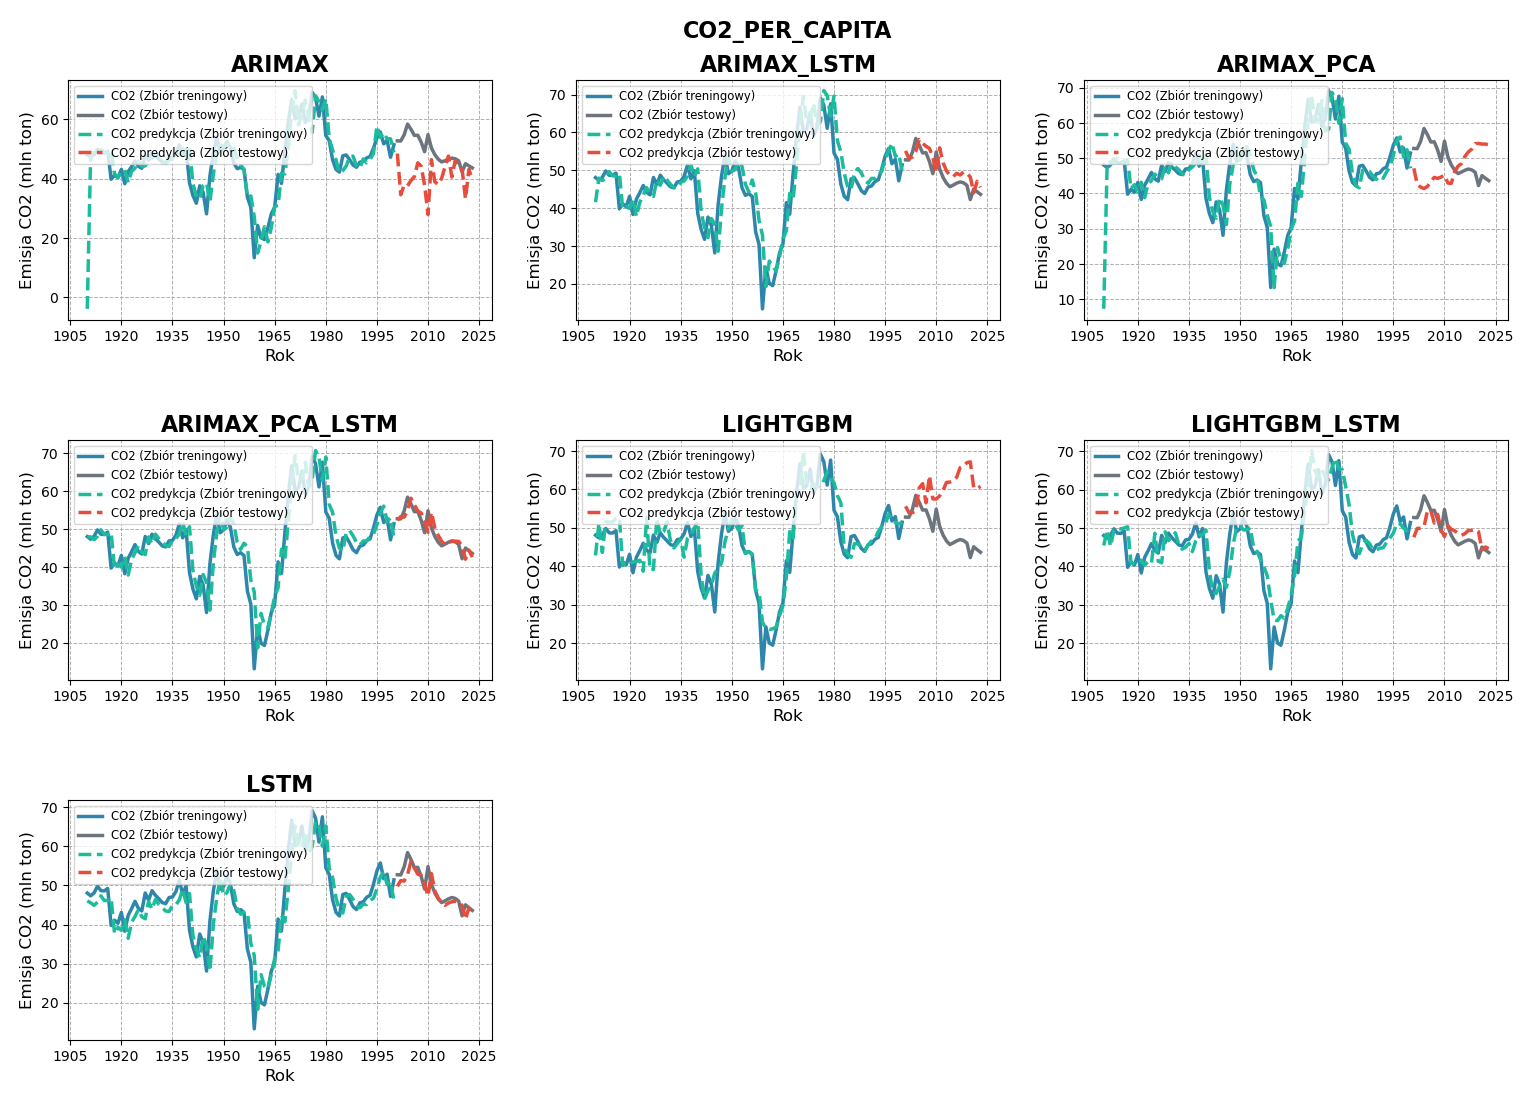 CO2_PER_CAPITA
ARIMAX
Emisja CO2 (mln ton)
60
40
20
0
CO2 (Zbiór treningowy)
CO2 (Zbiór testowy)
CO2 predykcja (Zbiór treningowy)
CO2 predykcja (Zbiór testowy)
1905 1920 1935 1950 1965 1980 1995 2010 2025
Rok
ARIMAX_LSTM
Emisja CO2 (mln ton)
70
60
50
40
30
20
CO2 (Zbiór treningowy)
CO2 (Zbiór testowy)
CO2 predykcja (Zbiór treningowy)
CO2 predykcja (Zbiór testowy)
1905 1920 1935 1950 1965 1980 1995 2010 2025
Rok
ARIMAX_PCA
Emisja CO2 (mln ton)
70
60
50
40
30
20
10
CO2 (Zbiór treningowy)
CO2 (Zbiór testowy)
CO2 predykcja (Zbiór treningowy)
CO2 predykcja (Zbiór testowy)
1905 1920 1935 1950 1965 1980 1995 2010 2025
Rok
ARIMAX_PCA_LSTM
Emisja CO2 (mln ton)
70
60
50
40
30
20
CO2 (Zbiór treningowy)
CO2 (Zbiór testowy)
CO2 predykcja (Zbiór treningowy)
CO2 predykcja (Zbiór testowy)
1905 1920 1935 1950 1965 1980 1995 2010 2025
Rok
LIGHTGBM
Emisja CO2 (mln ton)
70
60
50
40
30
20
CO2 (Zbiór treningowy)
CO2 (Zbiór testowy)
CO2 predykcja (Zbiór treningowy)
CO2 predykcja (Zbiór testowy)
1905 1920 1935 1950 1965 1980 1995 2010 2025
Rok
LIGHTGBM_LSTM
Emisja CO2 (mln ton)
70
60
50
40
30
20
CO2 (Zbiór treningowy)
CO2 (Zbiór testowy)
CO2 predykcja (Zbiór treningowy)
CO2 predykcja (Zbiór testowy)
1905 1920 1935 1950 1965 1980 1995 2010 2025
Rok
LSTM
Emisja CO2 (mln ton)
70
60
50
40
30
20
CO2 (Zbiór treningowy)
CO2 (Zbiór testowy)
CO2 predykcja (Zbiór treningowy)
CO2 predykcja (Zbiór testowy)
1905 1920 1935 1950 1965 1980 1995 2010 2025
Rok